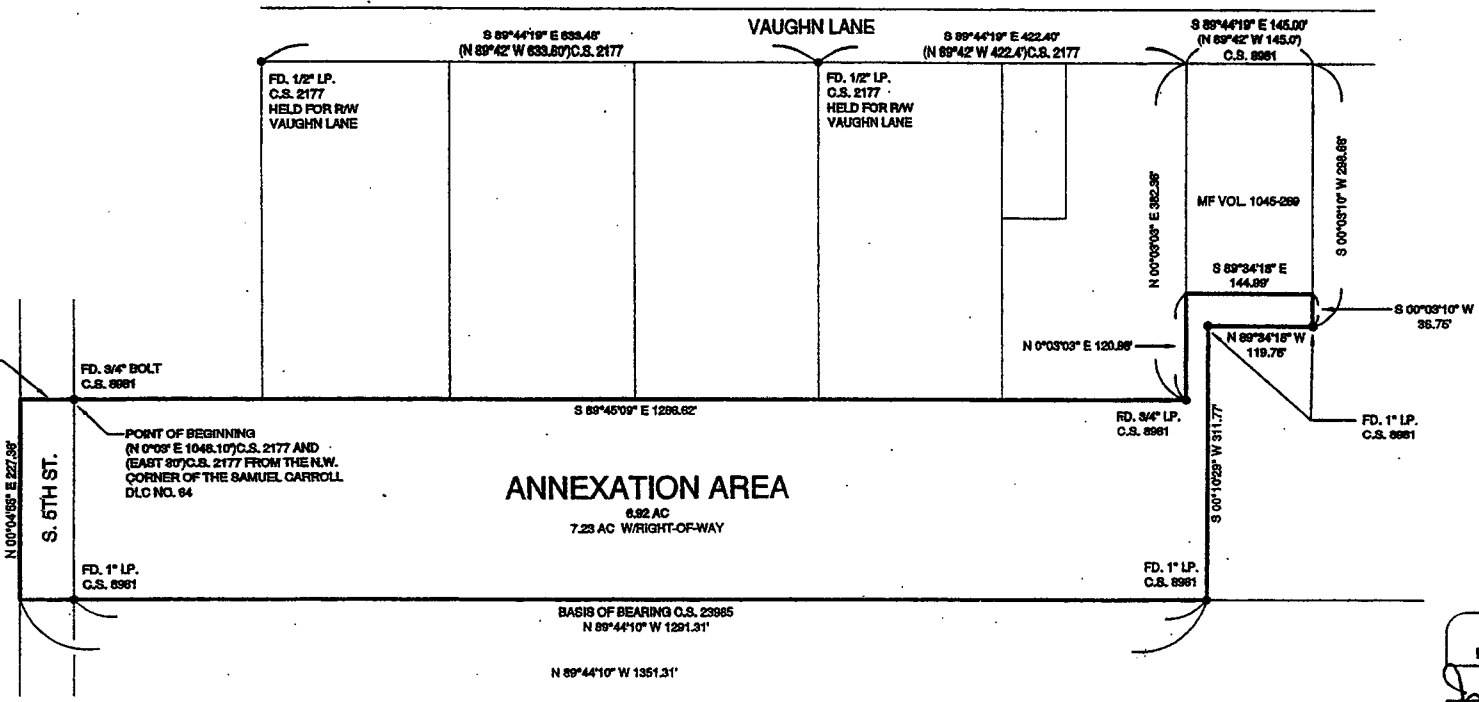 VAUGHN LANE
S 89°44'19" E 633.48'
(N 89°42' W 633.60')C.S. 2177
S 89°44'19" E 422.40'
(N 89°42' W 422.4')C.S. 2177
S 89°44'19" E 145.00'
(N 89°42' W 145.0')
C.S. 8981
FD. 1/2" I.P.
C.S. 2177
HELD FOR R/W
VAUGHN LANE
FD. 1/2" I.P.
C.S. 2177
HELD FOR R/W
VAUGHN LANE
N 00°03'03" E 382.36'
MF VOL. 1045-269
S 00°03'10" W 298.68'
S 89°34'18" E
144.89'
S 00°03'10" W
36.75'
N 89°34'18" W
119.76'
N 0°03'03" E 120.86'
FD. 3/4" BOLT
C.S. 8981
S 89°45'09" E 1286.62'
FD. 3/4" I.P.
C.S. 8981
FD. 1" I.P.
C.S. 8981
POINT OF BEGINNING
(N 0°03' E 1046.10')C.S. 2177 AND
(EAST 30')C.S. 2177 FROM THE N.W.
CORNER OF THE SAMUEL CARROLL
DLC NO. 64
N 00°04'55" E 227.36'
S. 5TH ST.
ANNEXATION AREA
6.92 AC
7.23 AC W/RIGHT-OF-WAY
S 00°10'29" W 311.77'
FD. 1" I.P.
C.S. 8981
FD. 1" I.P.
C.S. 8981
BASIS OF BEARING C.S. 23985
N 89°44'10" W 1291.31'
N 89°44'10" W 1351.31'